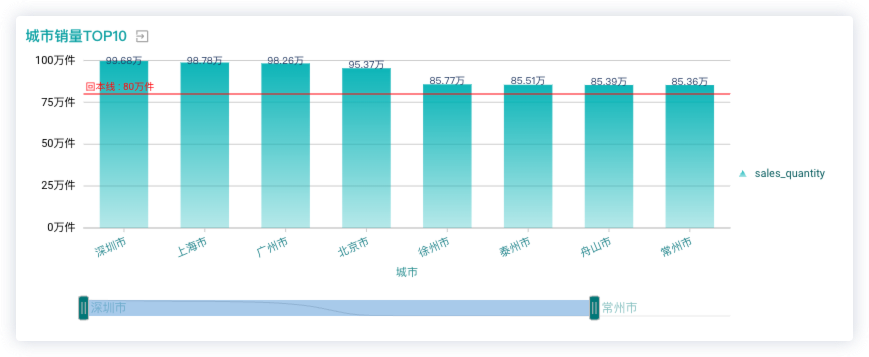 城市销量TOP10
100万件
75万件
50万件
25万件
0万件
99.68万
98.78万
98.26万
95.37万
85.77万
85.51万
85.39万
85.36万
回本线 : 80万件
深圳市
上海市
广州市
北京市
徐州市
泰州市
舟山市
常州市
城市
sales_quantity
深圳市
常州市